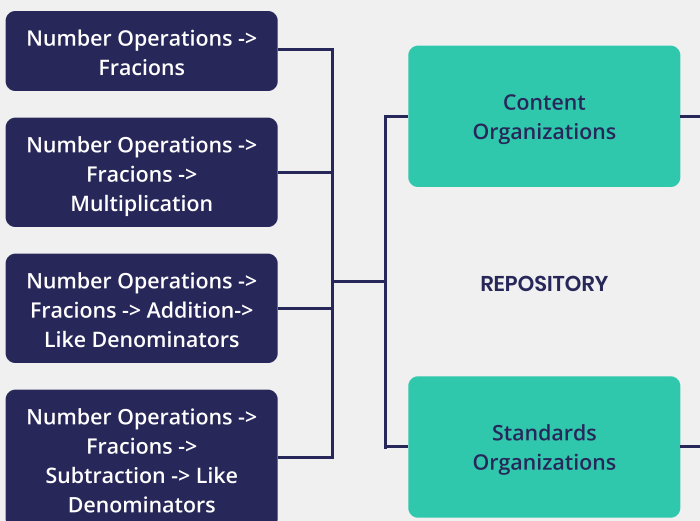 Number Operations ->
Fracions
Number Operations ->
Fracions ->
Multiplication
Number Operations ->
Fracions -> Addition->
Like Denominators
Number Operations ->
Fracions ->
Subtraction -> Like
Denominators
Content
Organizations
REPOSITORY
Standards
Organizations